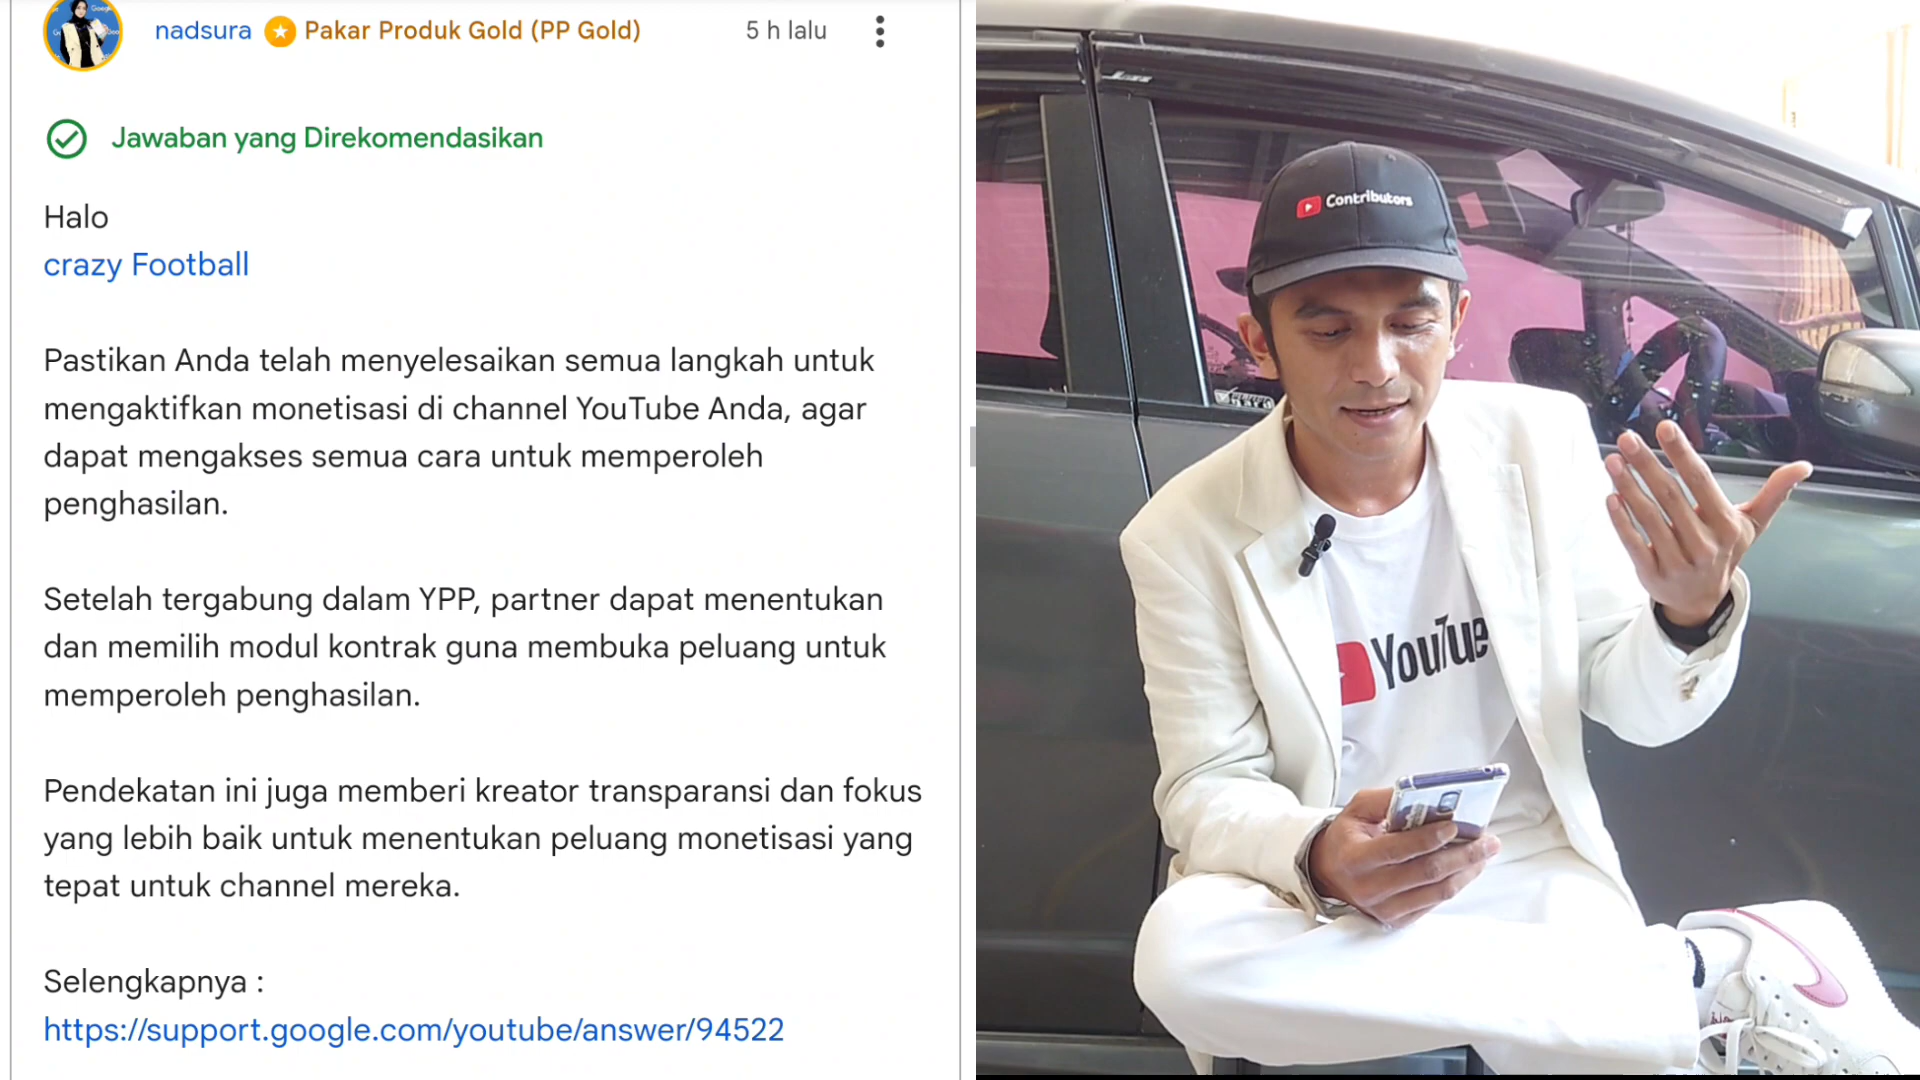 nadsura Pakar Produk Gold (PP Gold) 5 h lalu
Jawaban yang Direkomendasikan
Halo
crazy Football
Pastikan Anda telah menyelesaikan semua langkah untuk
mengaktifkan monetisasi di channel YouTube Anda, agar
dapat mengakses semua cara untuk memperoleh
penghasilan.
Setelah tergabung dalam YPP, partner dapat menentukan
dan memilih modul kontrak guna membuka peluang untuk
memperoleh penghasilan.
Pendekatan ini juga memberi kreator transparansi dan fokus
yang lebih baik untuk menentukan peluang monetisasi yang
tepat untuk channel mereka.
Selengkapnya :
https://support.google.com/youtube/answer/94522
Contributors
YouTube